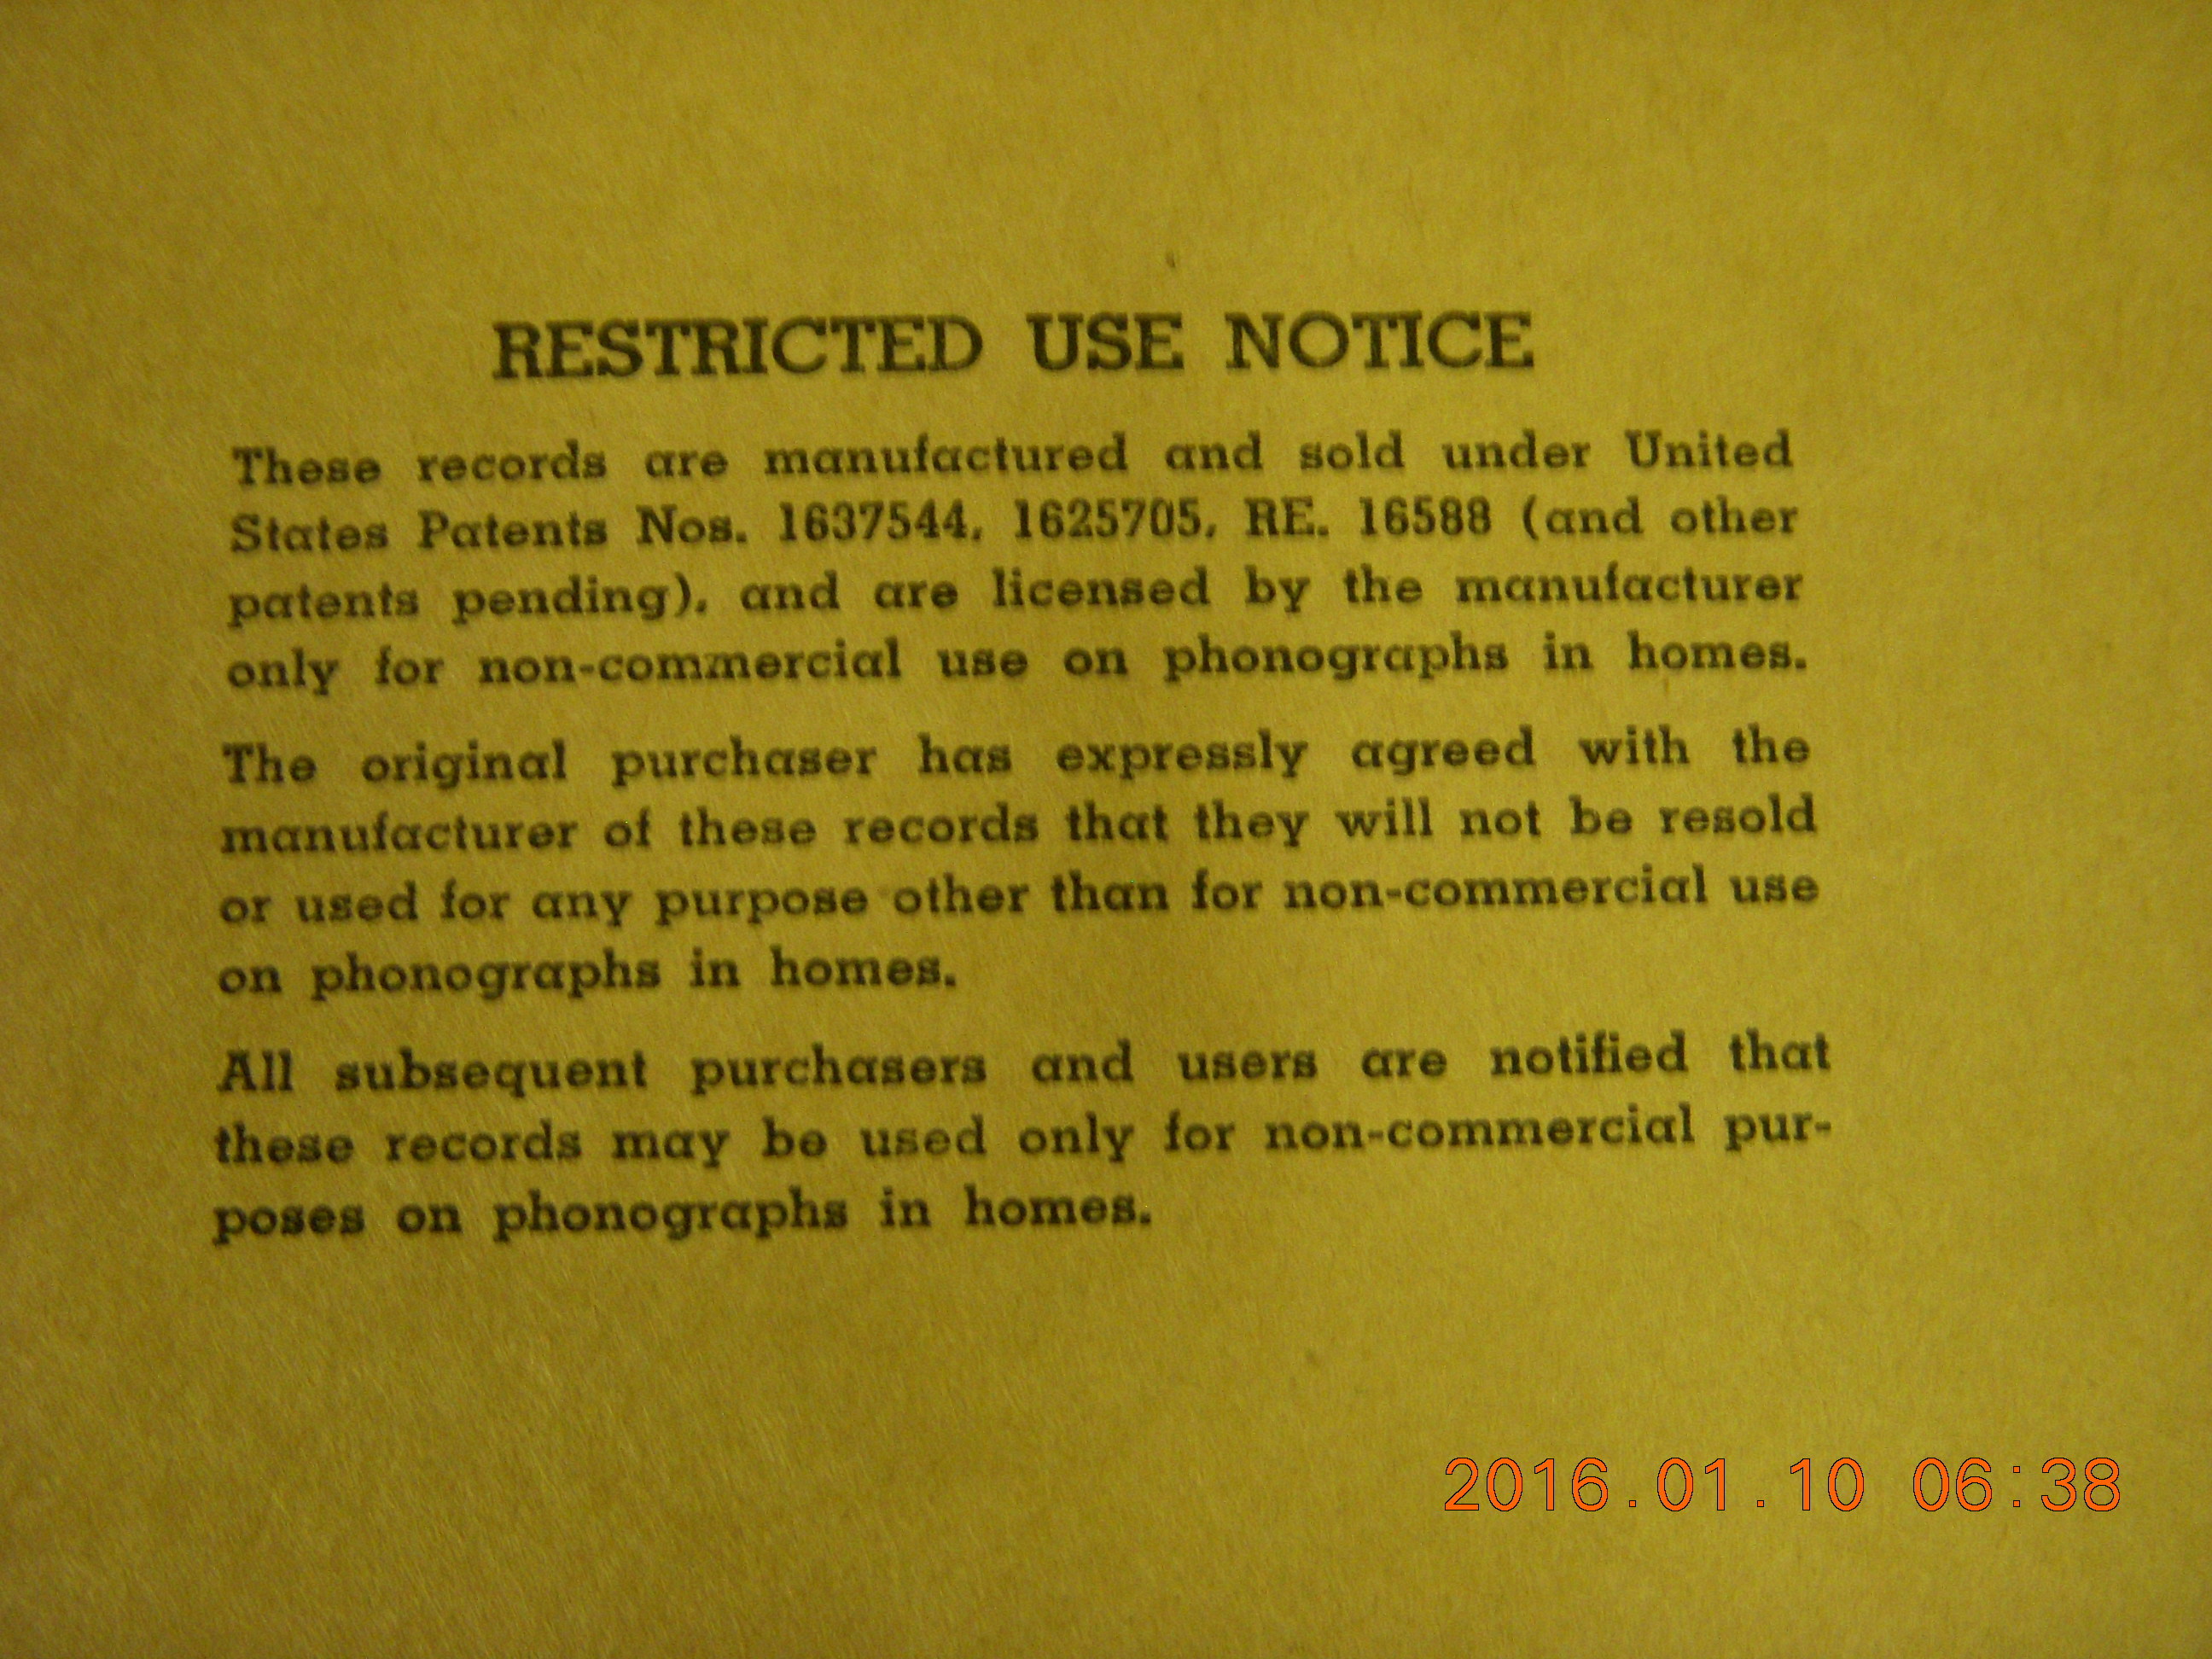 RESTRICTED USE NOTICE
These records are manufactured and sold under United
States Patents Nos. 1637544, 1625705, RE. 16588 (and other
patents pending), and are licensed by the manufacturer
only for non-commercial use on phonographs in homes.
The original purchaser has expressly agreed with the
manufacturer of these records that they will not be resold
or used for any purpose other than for non-commercial use
on phonographs in homes.
All subsequent purchasers and users are notified that
these records may be used only for non-commercial pur-
poses on phonographs in homes.
2016.01.10 06:38